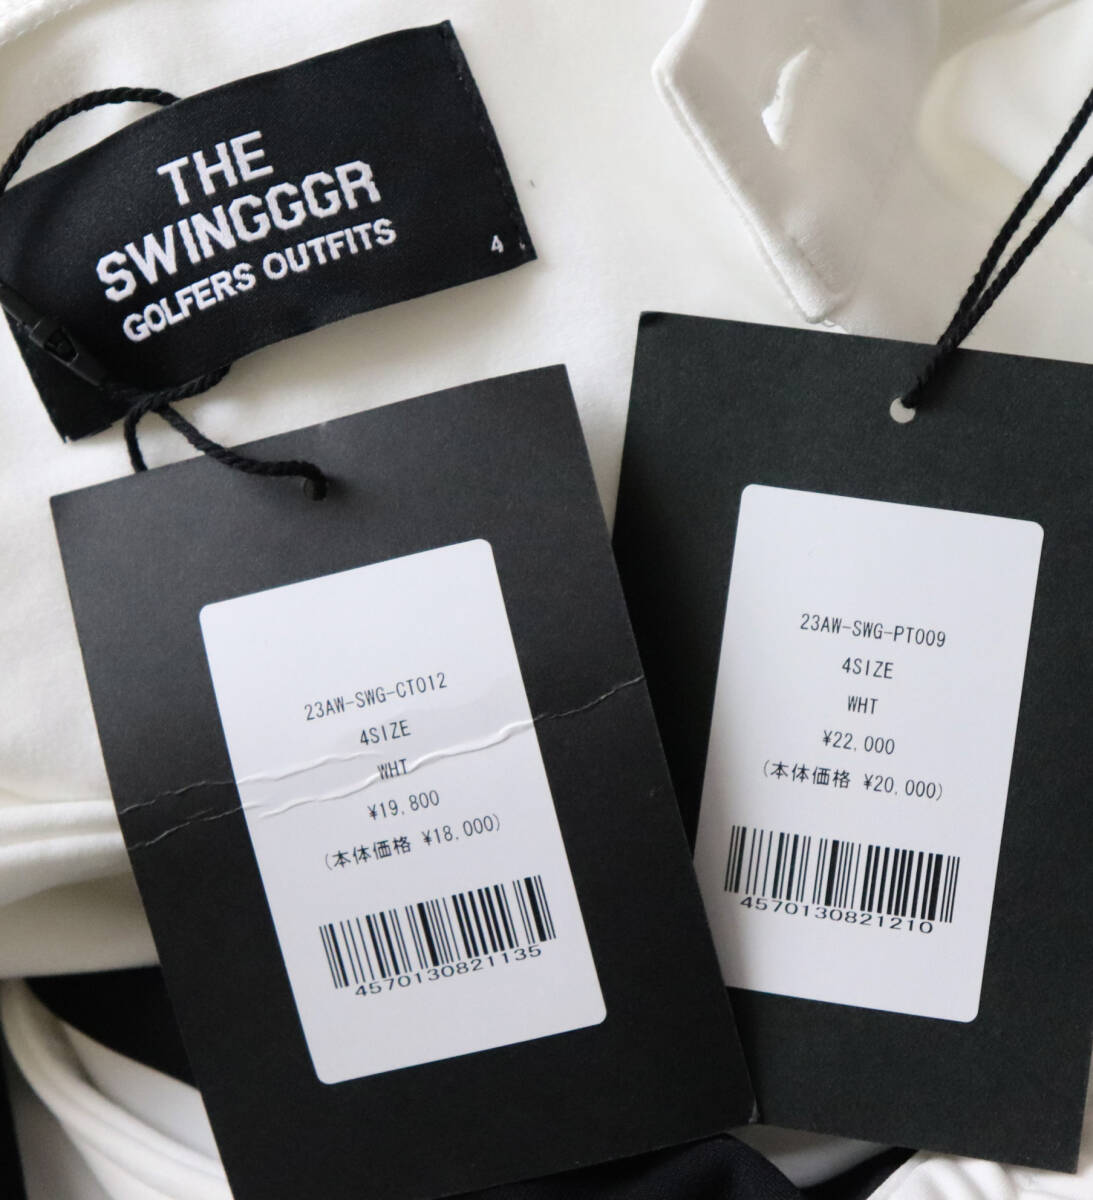 THE
SWINGGGR
GOLFERS OUTFITS
4
23AW-SWG-CT012
4SIZE
WHT
¥19,800
(本体価格 ¥18,000)
4570130821135
23AW-SWG-PT009
4SIZE
WHT
¥22,000
(本体価格 ¥20,000)
4570130821210